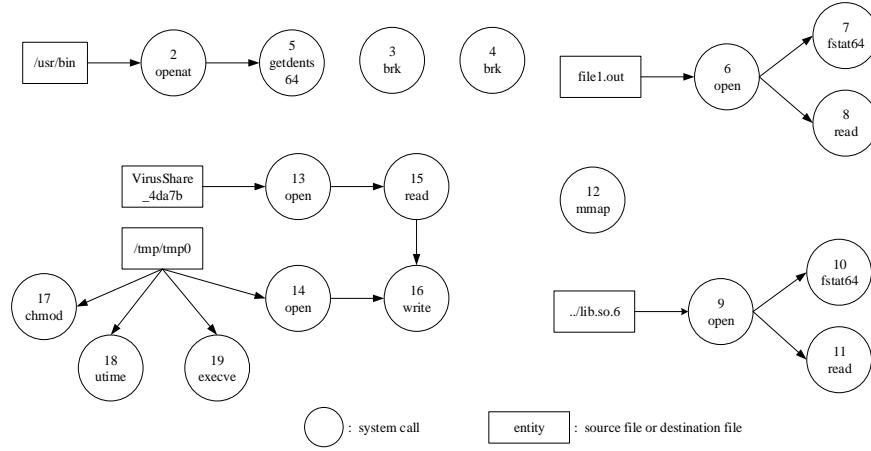 /usr/bin
2
openat
5
getdents
64
3
brk
4
brk
file1.out
6
open
7
fstat64
8
read
VirusShare
_4da7b
13
open
15
read
12
mmap
/tmp/tmp0
17
chmod
14
open
16
write
18
utime
19
execve
../lib.so.6
9
open
10
fstat64
11
read
: system call
entity
: source file or destination file